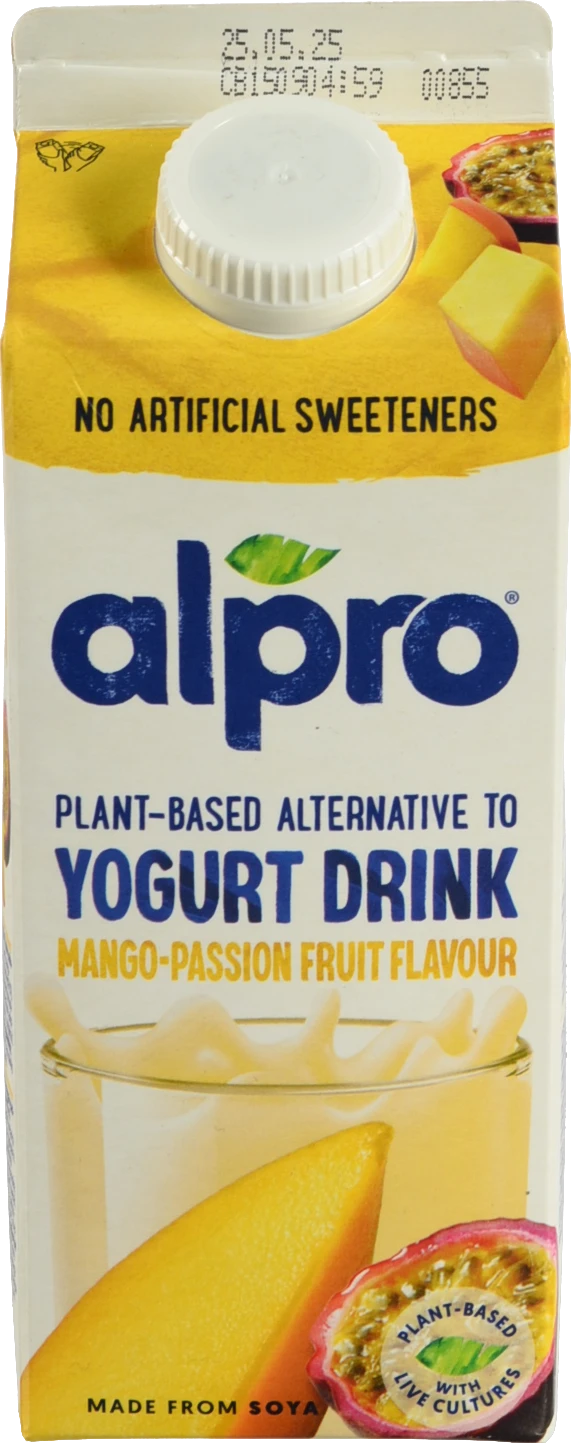 25.05.25
CB150904:59 00855
NO ARTIFICIAL SWEETENERS
alpro®
PLANT-BASED ALTERNATIVE TO
YOGURT DRINK
MANGO-PASSION FRUIT FLAVOUR
PLANT-BASED
WITH
LIVE CULTURES
MADE FROM SOYA